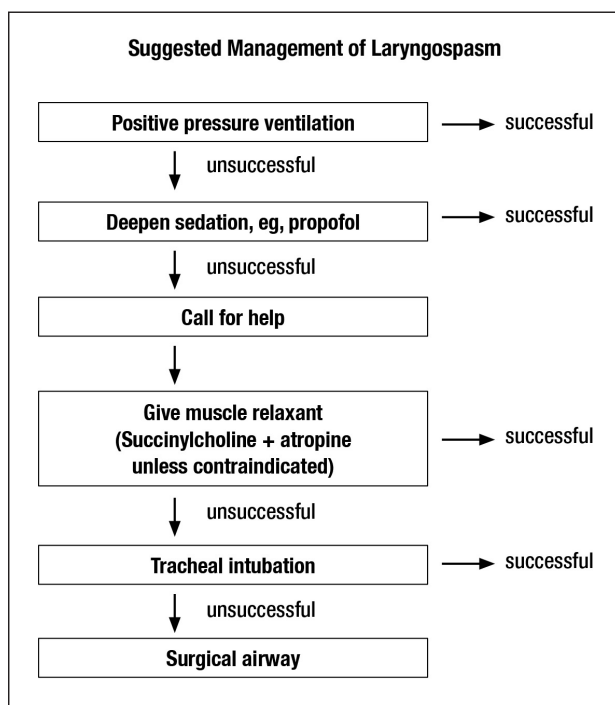 Suggested Management of Laryngospasm
Positive pressure ventilation
successful
unsuccessful
Deepen sedation, eg, propofol
successful
unsuccessful
Call for help
Give muscle relaxant
(Succinylcholine + atropine
unless contraindicated)
successful
unsuccessful
Tracheal intubation
successful
unsuccessful
Surgical airway